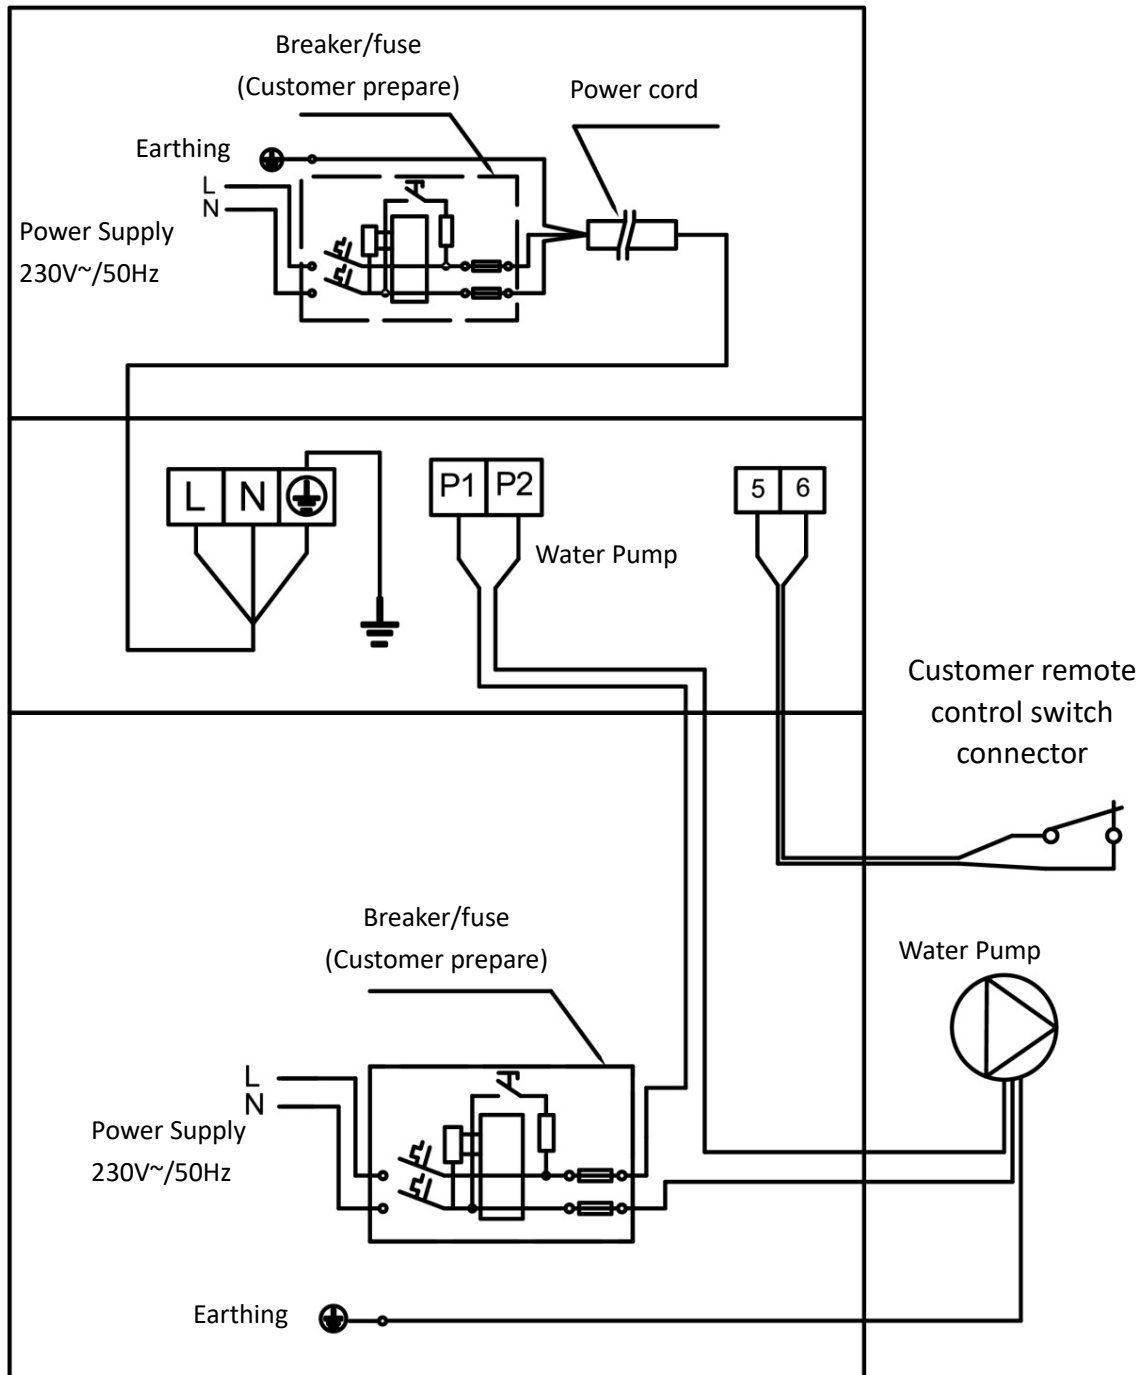 Breaker/fuse
(Customer prepare)
Power cord
Earthing
L
N
Power Supply
230V~/50Hz
L N
P1 P2
5 6
Water Pump
Customer remote
control switch
connector
Breaker/fuse
(Customer prepare)
Water Pump
L
N
Power Supply
230V~/50Hz
Earthing